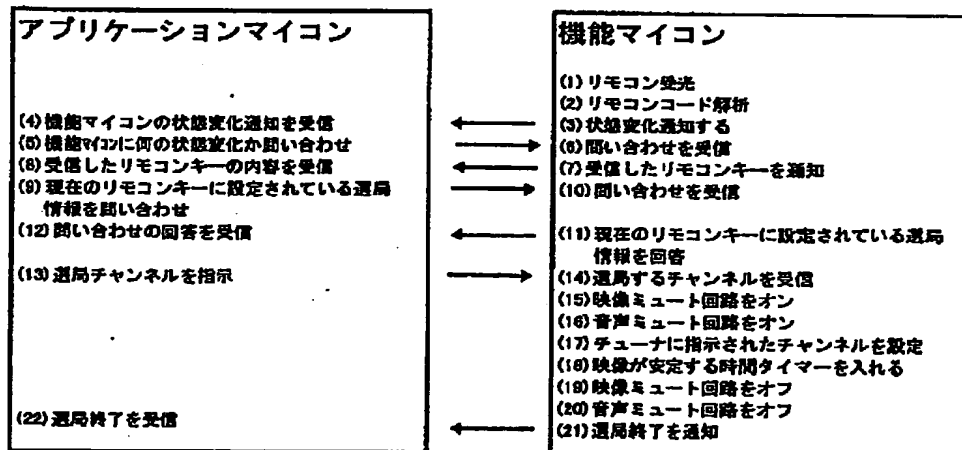 アプリケーションマイコン
(4)機能マイコンの状態変化通知を受信
(5)機能マイコンに何の状態変化か問い合わせ
(8)受信したリモコンキーの内容を受信
(9)現在のリモコンキーに設定されている選局
情報を問い合わせ
(12)問い合わせの回答を受信
(13)選局チャンネルを指示
(22)選局終了を受信
機能マイコン
(1)リモコン受光
(2)リモコンコード解析
(3)状態変化通知する
(6)問い合わせを受信
(7)受信したリモコンキーを通知
(10)問い合わせを受信
(11)現在のリモコンキーに設定されている選局
情報を回答
(14)選局するチャンネルを受信
(15)映像ミュート回路をオン
(16)音声ミュート回路をオン
(17)チューナに指示されたチャンネルを設定
(18)映像が安定する時間タイマーを入れる
(19)映像ミュート回路をオフ
(20)音声ミュート回路をオフ
(21)選局終了を通知